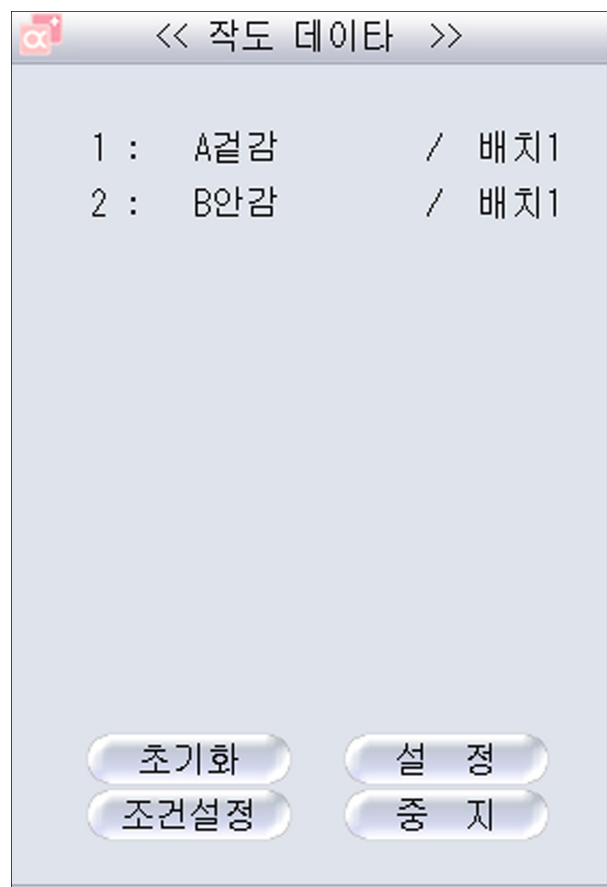 α+
<< 작도 데이타 >>
1 : A겉감 / 배치1
2 : B안감 / 배치1
초기화 설 정
조건설정 중 지